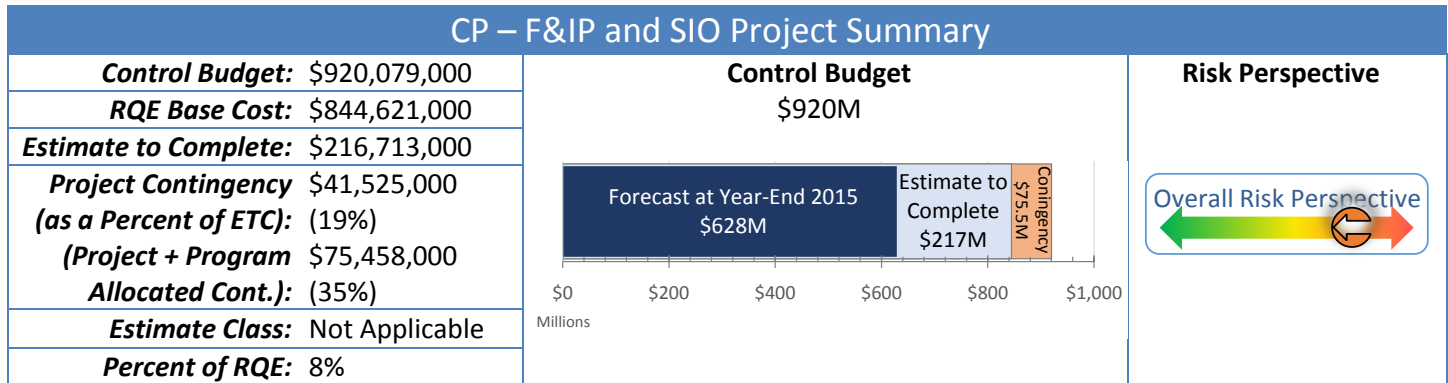 CP – F&IP and SIO Project Summary
Control Budget: $920,079,000
RQE Base Cost: $844,621,000
Estimate to Complete: $216,713,000
Project Contingency $41,525,000
(as a Percent of ETC): (19%)
(Project + Program $75,458,000
Allocated Cont.): (35%)
Estimate Class: Not Applicable
Percent of RQE: 8%
Control Budget
$920M
Forecast at Year-End 2015
$628M
Estimate to
Complete
$217M
Coningency
$75.5M
$0 $200 $400 $600 $800 $1,000
Millions
Risk Perspective
Overall Risk Perspective